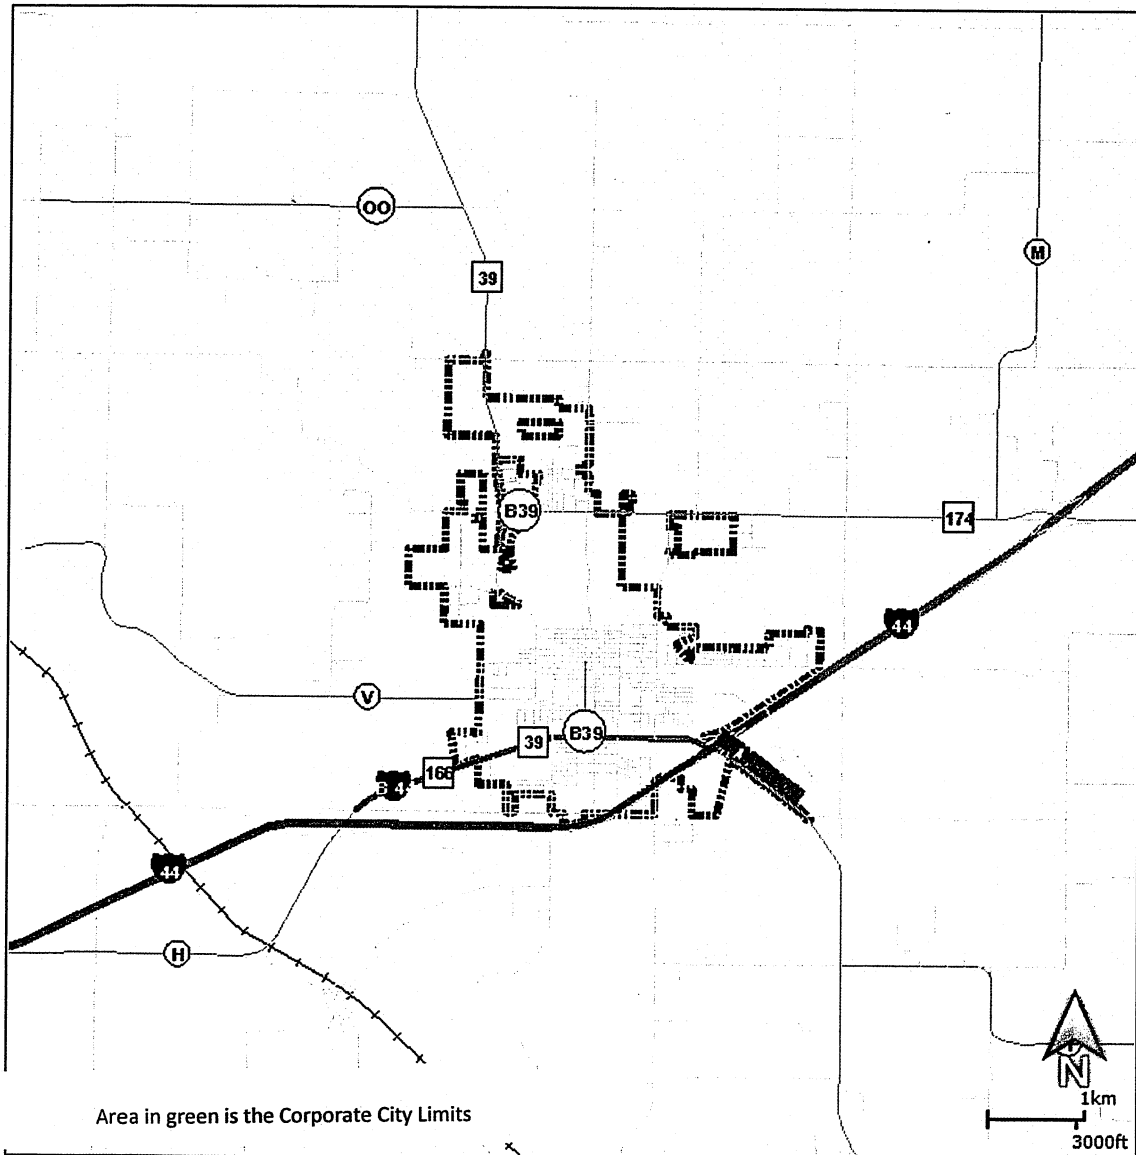 OO
39
M
B39
174
44
V
B39
39
166
44
H
N
1km
Area in green is the Corporate City Limits
3000ft